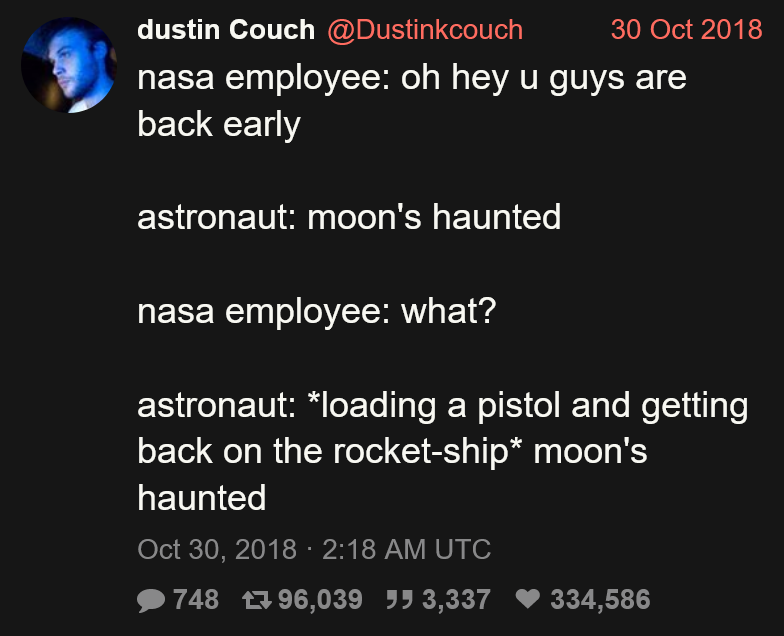 dustin Couch @Dustinkcouch 30 Oct 2018
nasa employee: oh hey u guys are
back early
astronaut: moon's haunted
nasa employee: what?
astronaut: *loading a pistol and getting
back on the rocket-ship* moon's
haunted
Oct 30, 2018 · 2:18 AM UTC
748 96,039 3,337 334,586